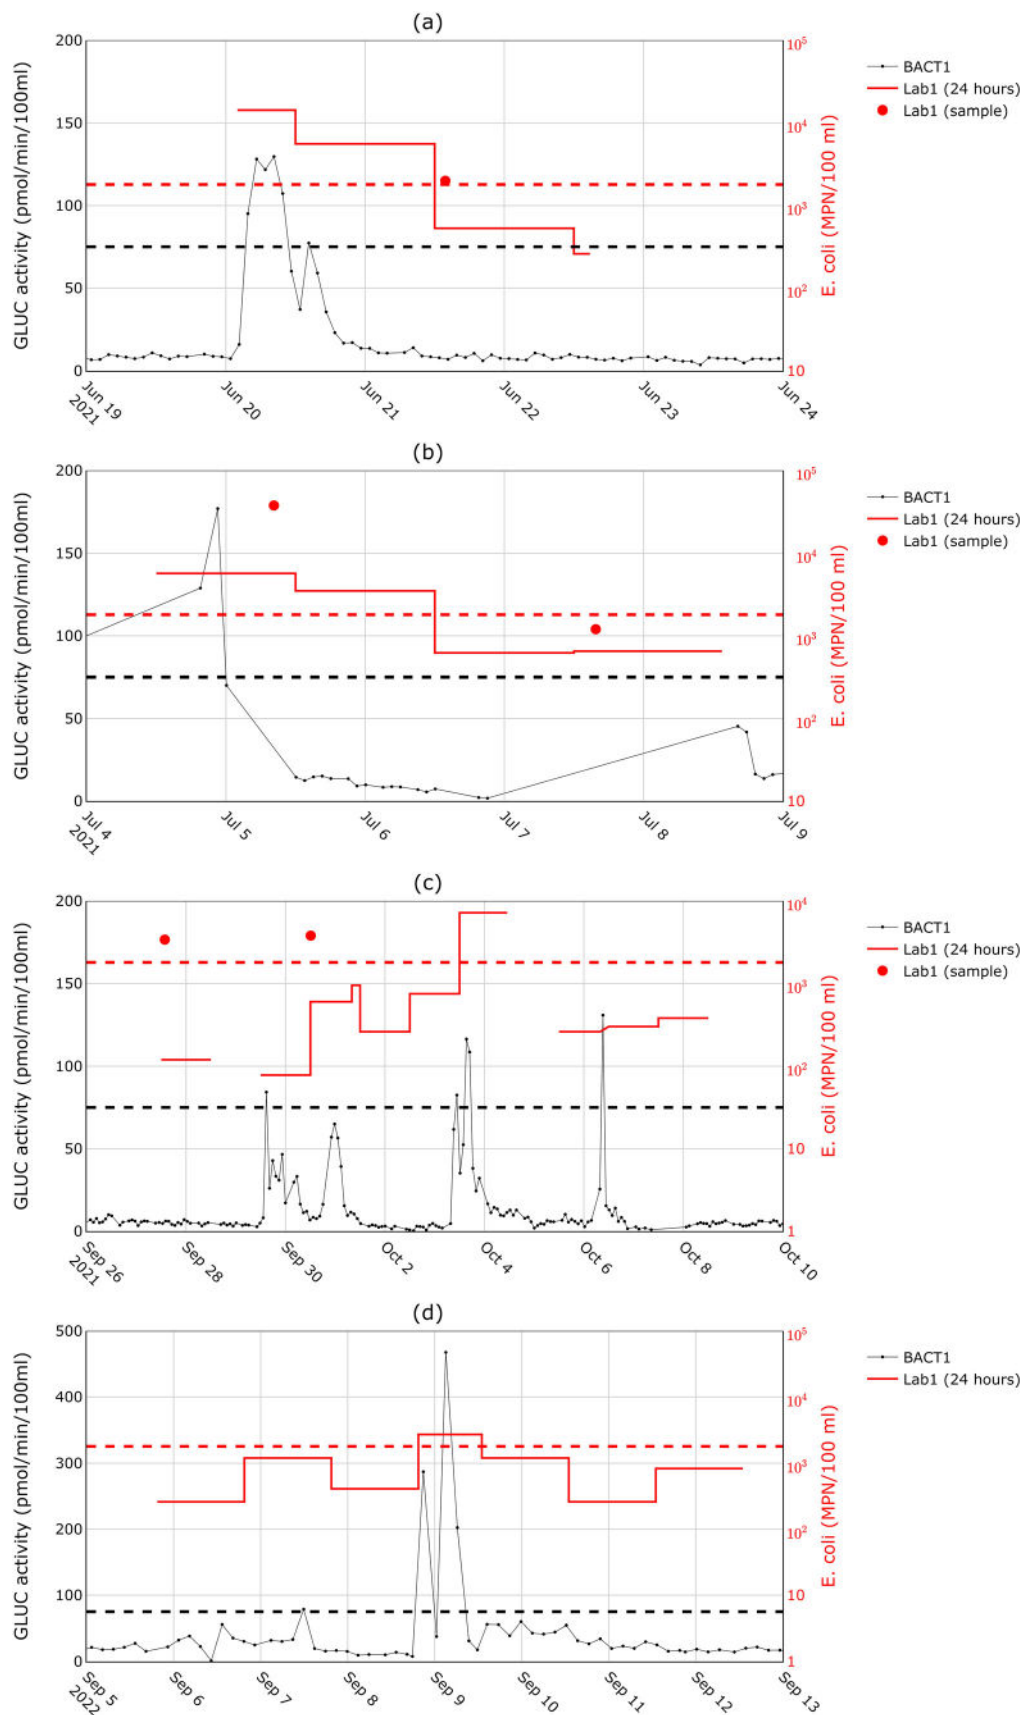 (a)
200
150
100
50
0
GLUC activity (pmol/min/100ml)
10^5
10^4
10^3
10^2
10
E. coli (MPN/100 ml)
Jun 19
2021
Jun 20
Jun 21
Jun 22
Jun 23
Jun 24
BACT1
Lab1 (24 hours)
Lab1 (sample)
(b)
200
150
100
50
0
GLUC activity (pmol/min/100ml)
10^5
10^4
10^3
10^2
10
E. coli (MPN/100 ml)
Jul 4
2021
Jul 5
Jul 6
Jul 7
Jul 8
Jul 9
BACT1
Lab1 (24 hours)
Lab1 (sample)
(c)
200
150
100
50
0
GLUC activity (pmol/min/100ml)
10^4
10^3
10^2
10
1
E. coli (MPN/100 ml)
Sep 26
2021
Sep 28
Sep 30
Oct 2
Oct 4
Oct 6
Oct 8
Oct 10
BACT1
Lab1 (24 hours)
Lab1 (sample)
(d)
500
400
300
200
100
0
GLUC activity (pmol/min/100ml)
10^5
10^4
10^3
10^2
10
1
E. coli (MPN/100 ml)
Sep 5
2022
Sep 6
Sep 7
Sep 8
Sep 9
Sep 10
Sep 11
Sep 12
Sep 13
BACT1
Lab1 (24 hours)